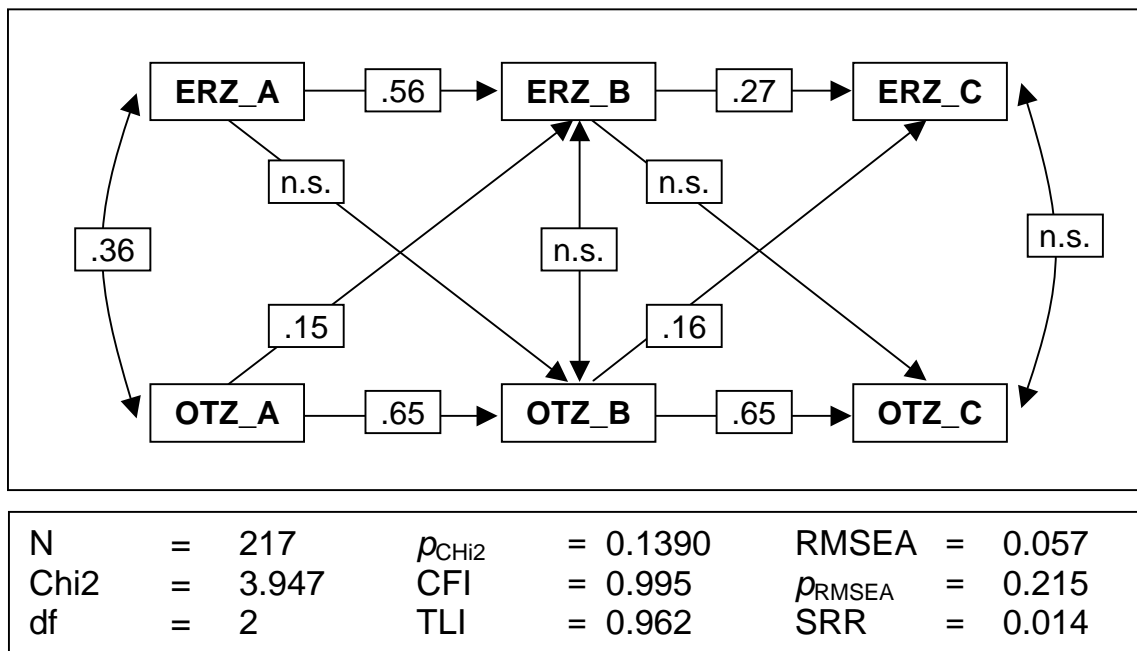 ERZ_A .56 ERZ_B .27 ERZ_C
n.s. n.s.
.36 n.s. n.s.
.15 .16
OTZ_A .65 OTZ_B .65 OTZ_C
N = 217 pCHi2 = 0.1390 RMSEA = 0.057
Chi2 = 3.947 CFI = 0.995 pRMSEA = 0.215
df = 2 TLI = 0.962 SRR = 0.014